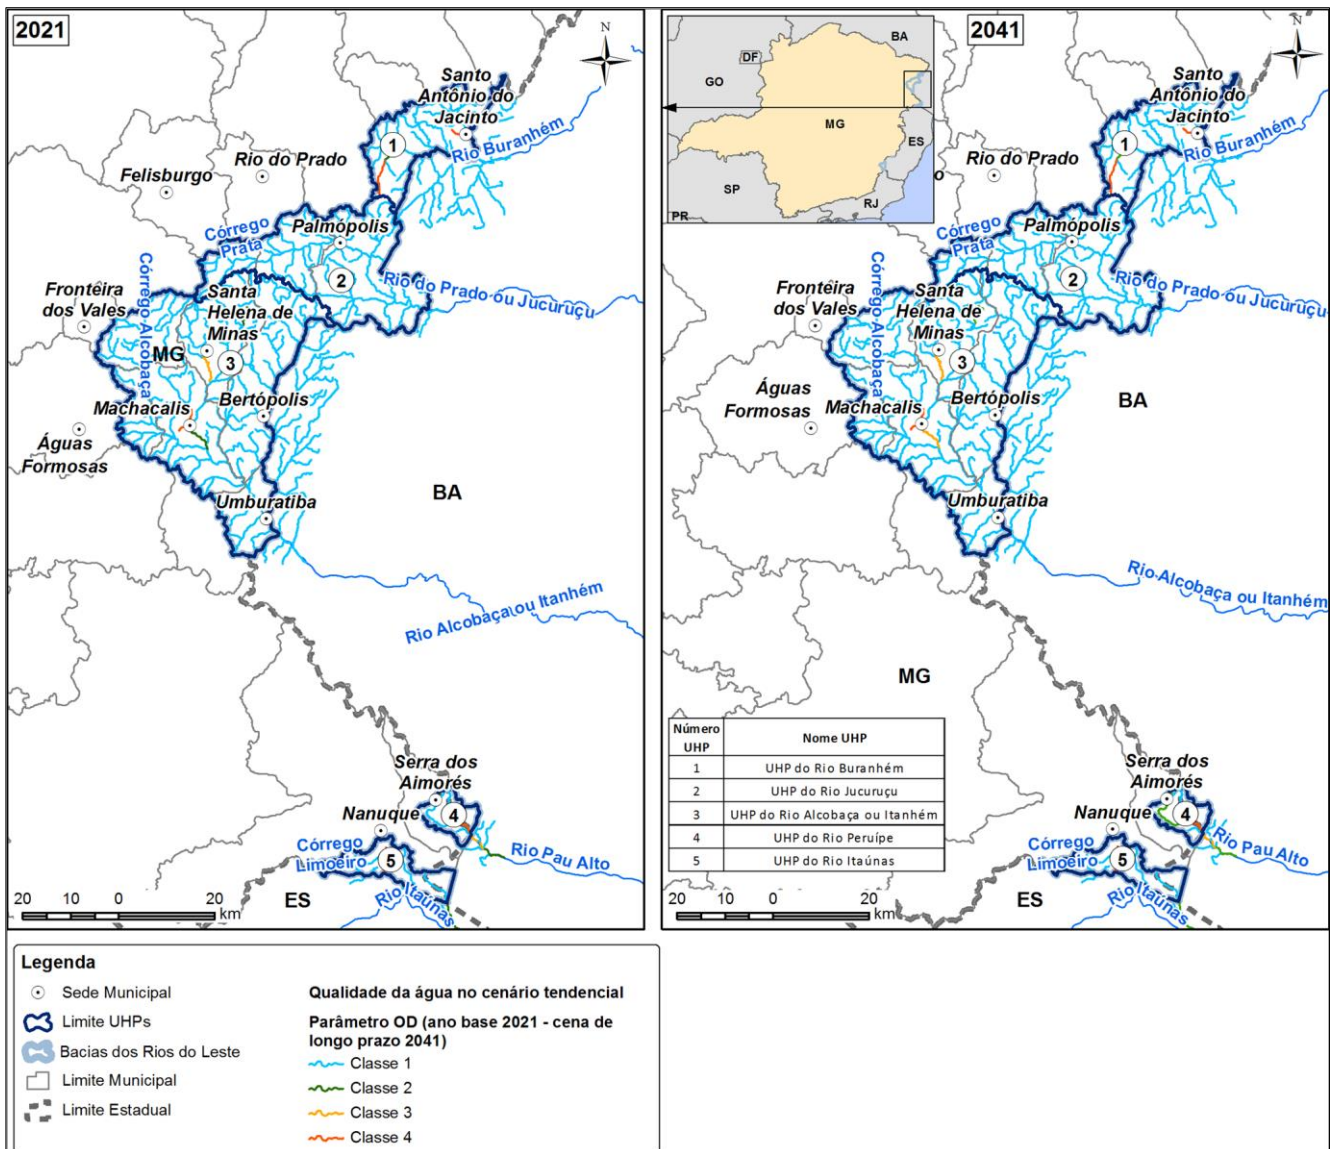 2021
N
Santo
Antônio do
Jacinto
1
Rio Buranhém
Rio do Prado
Felisburgo
Palmópolis
Córrego
Prata
2
Rio do Prado ou Jucuruçu
Córrego Alcobaça
Santa
Helena de
Minas
Frontéira
dos Vales
MG
3
Machacalis
Bertópolis
Águas
Formosas
BA
Umburatiba
Rio Alcobaça ou Itanhém
Serra dos
Aimorés
Nanuque
4
Córrego
Limoeiro
5
Rio Pau Alto
Rio Itaúnas
ES
20 10 0 20
km
2041
N
BA
DF
GO
MG
ES
SP
RJ
PR
Santo
Antônio do
Jacinto
1
Rio Buranhém
Rio do Prado
o
Palmópolis
Córrego
Prata
2
Rio do Prado ou Jucuruçu
Córrego Alcobaça
Santa
Helena de
Minas
Frontéira
dos Vales
3
Águas
Formosas
Machacalis
Bertópolis
BA
Umburatiba
Rio Alcobaça ou Itanhém
MG
Número UHP Nome UHP
1 UHP do Rio Buranhém
2 UHP do Rio Jucuruçu
3 UHP do Rio Alcobaça ou Itanhém
4 UHP do Rio Peruípe
5 UHP do Rio Itaúnas
Serra dos
Aimorés
Nanuque
4
Córrego
Limoeiro
5
Rio Pau Alto
Rio Itaúnas
ES
20 10 0 20
km
Legenda
Sede Municipal
Limite UHPs
Bacias dos Rios do Leste
Limite Municipal
Limite Estadual
Qualidade da água no cenário tendencial
Parâmetro OD (ano base 2021 - cena de
longo prazo 2041)
Classe 1
Classe 2
Classe 3
Classe 4